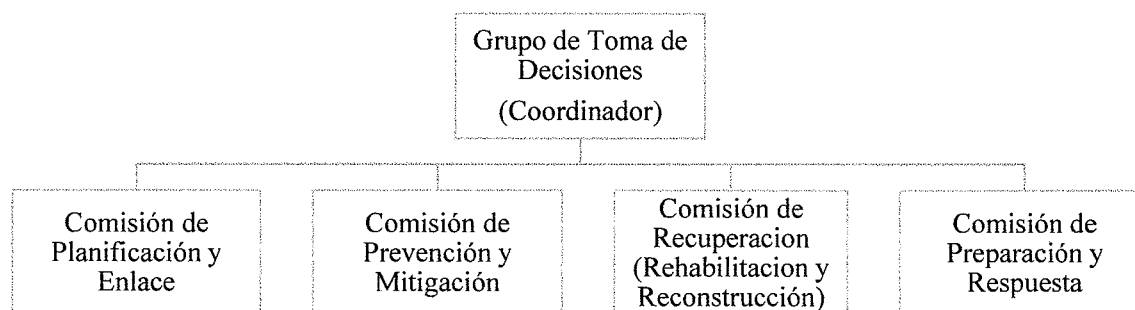 Grupo de Toma de
Decisiones
(Coordinador)
Comisión de
Planificación y
Enlace
Comisión de
Prevención y
Mitigación
Comisión de
Recuperacion
(Rehabilitacion y
Reconstrucción)
Comisión de
Preparación y
Respuesta